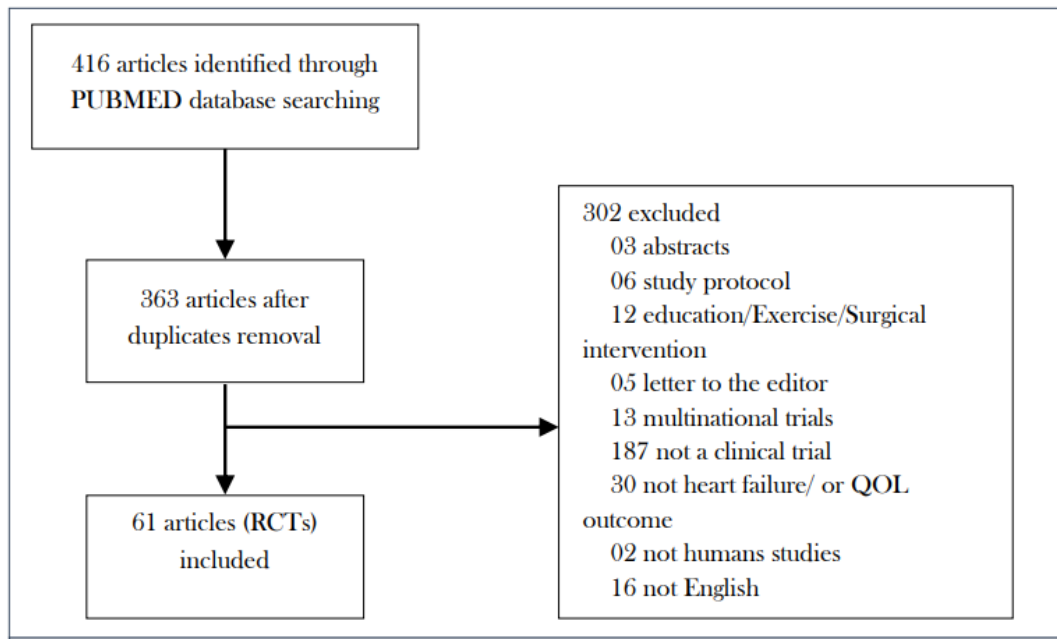 416 articles identified through
PUBMED database searching
363 articles after
duplicates removal
61 articles (RCTs)
included
302 excluded
03 abstracts
06 study protocol
12 education/Exercise/Surgical
intervention
05 letter to the editor
13 multinational trials
187 not a clinical trial
30 not heart failure/ or QOL
outcome
02 not humans studies
16 not English